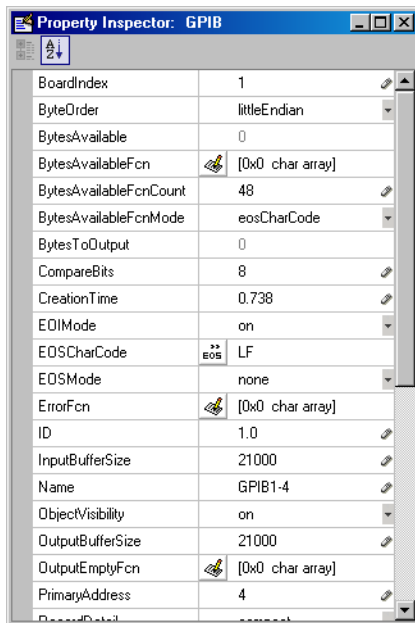 Property Inspector: GPIB
BoardIndex 1
ByteOrder littleEndian
BytesAvailable 0
BytesAvailableFcn [0x0 char array]
BytesAvailableFcnCount 48
BytesAvailableFcnMode eosCharCode
BytesToOutput 0
CompareBits 8
CreationTime 0.738
EOIMode on
EOSCharCode EOS LF
EOSMode none
ErrorFcn [0x0 char array]
ID 1.0
InputBufferSize 21000
Name GPIB1-4
ObjectVisibility on
OutputBufferSize 21000
OutputEmptyFcn [0x0 char array]
PrimaryAddress 4